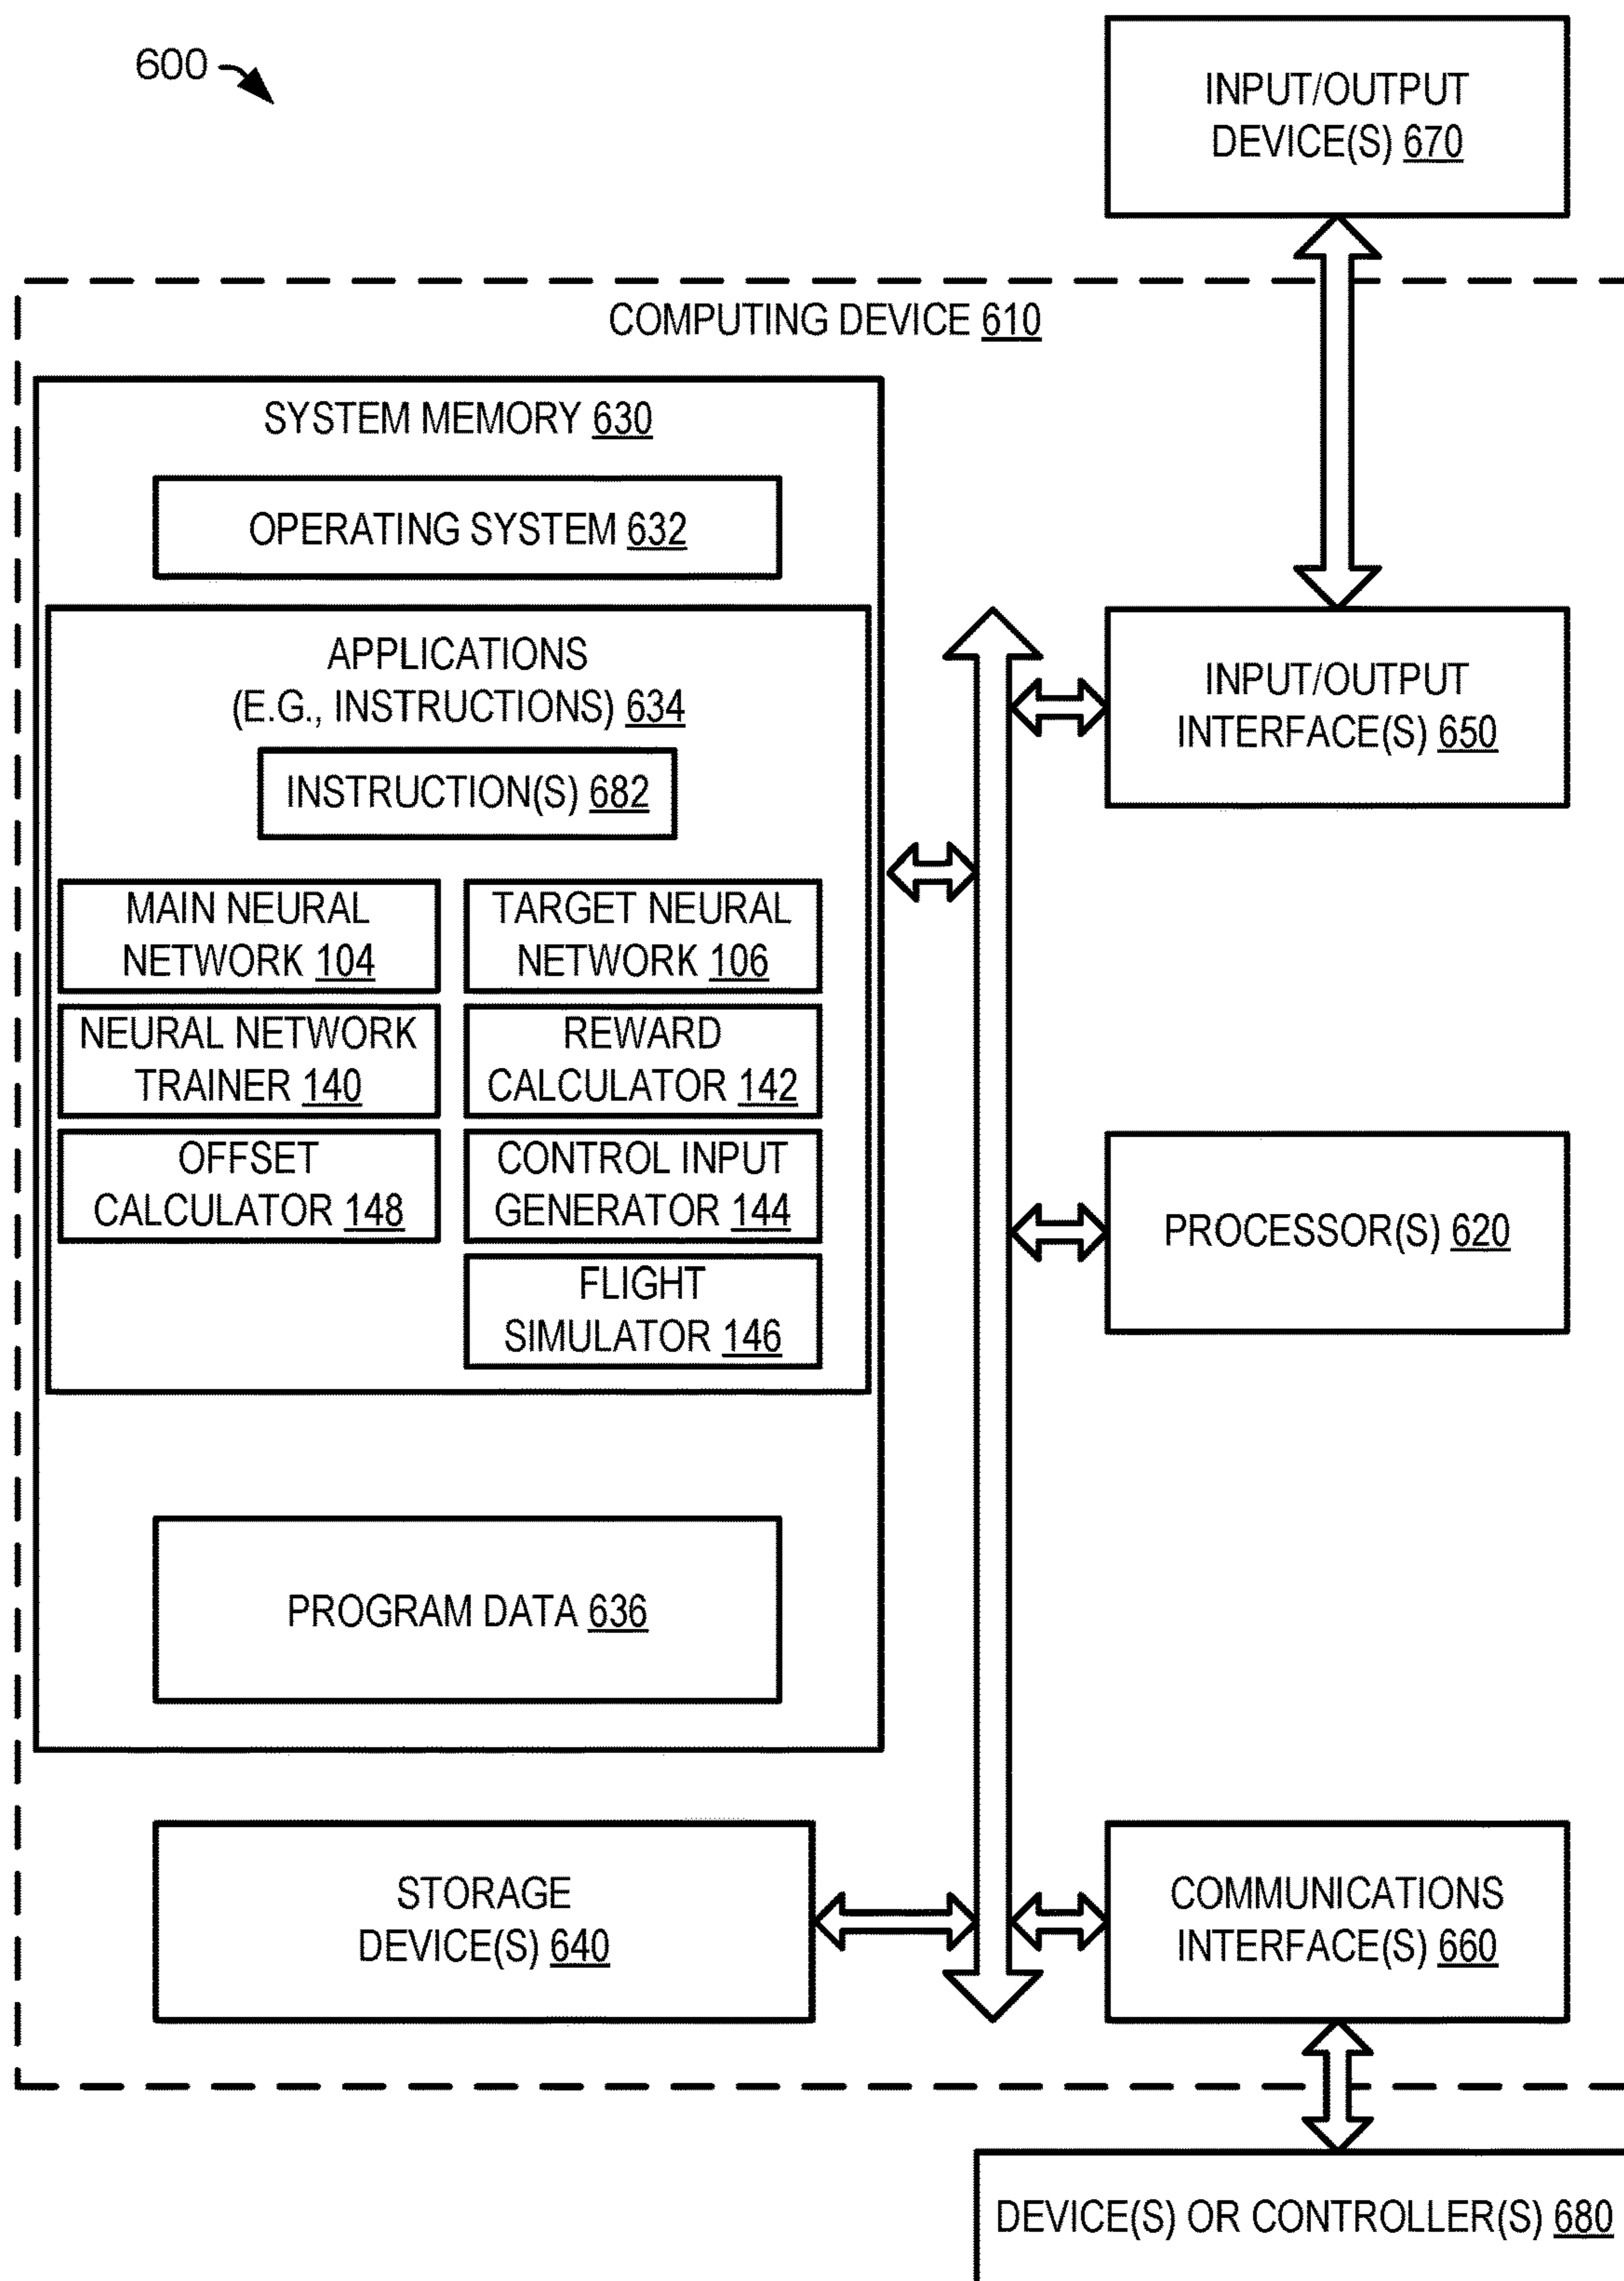 600
INPUT/OUTPUT
DEVICE(S) 670
COMPUTING DEVICE 610
SYSTEM MEMORY 630
OPERATING SYSTEM 632
APPLICATIONS
(E.G., INSTRUCTIONS) 634
INSTRUCTION(S) 682
MAIN NEURAL
NETWORK 104
TARGET NEURAL
NETWORK 106
NEURAL NETWORK
TRAINER 140
REWARD
CALCULATOR 142
OFFSET
CALCULATOR 148
CONTROL INPUT
GENERATOR 144
FLIGHT
SIMULATOR 146
PROGRAM DATA 636
STORAGE
DEVICE(S) 640
INPUT/OUTPUT
INTERFACE(S) 650
PROCESSOR(S) 620
COMMUNICATIONS
INTERFACE(S) 660
DEVICE(S) OR CONTROLLER(S) 680